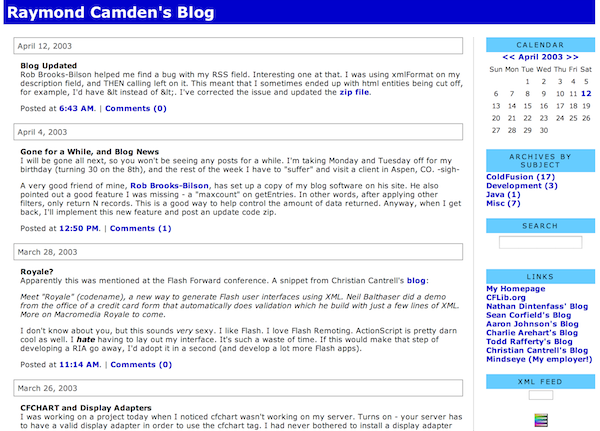 Raymond Camden's Blog
April 12, 2003
Blog Updated
Rob Brooks-Bilson helped me find a bug with my RSS field. Interesting one at that. I was using xmlFormat on my
description field, and THEN calling left on it. This meant that I sometimes ended up with html entities being cut off,
for example, I'd have &lt instead of &lt;. I've corrected the issue and updated the zip file.
Posted at 6:43 AM. | Comments (0)
April 4, 2003
Gone for a While, and Blog News
I will be gone all next, so you won't be seeing any posts for a while. I'm taking Monday and Tuesday off for my
birthday (turning 30 on the 8th), and the rest of the week I have to "suffer" and visit a client in Aspen, CO. -sigh-
A very good friend of mine, Rob Brooks-Bilson, has set up a copy of my blog software on his site. He also
pointed out a good feature I was missing - a "maxcount" on getEntries. In other words, after applying other
filters, only return N records. This is a good way to help control the amount of data returned. Anyway, when I get
back, I'll implement this new feature and post an update code zip.
Posted at 12:50 PM. | Comments (1)
March 28, 2003
Royale?
Apparently this was mentioned at the Flash Forward conference. A snippet from Christian Cantrell's blog:
Meet "Royale" (codename), a new way to generate Flash user interfaces using XML. Neil Balthaser did a demo
from the office of a credit card form that automatically does validation which he build with just a few lines of XML.
More on Macromedia Royale to come.
I don't know about you, but this sounds very sexy. I like Flash. I love Flash Remoting. ActionScript is pretty darn
cool as well. I hate having to lay out my interface. It's such a waste of time. If this would make that step of
developing a RIA go away, I'd adopt it in a second (and develop a lot more Flash apps).
Posted at 11:14 AM. | Comments (0)
March 26, 2003
CFCHART and Display Adapters
I was working on a project today when I noticed cfchart wasn't working on my server. Turns on - your server has
to have a valid display adapter in order to use the cfchart tag. I had never bothered to install a display adapter
CALENDAR
<< April 2003 >>
Sun Mon Tue Wed Thu Fri Sat
1 2 3 4 5
6 7 8 9 10 11 12
13 14 15 16 17 18 19
20 21 22 23 24 25 26
27 28 29 30
ARCHIVES BY
SUBJECT
ColdFusion (17)
Development (3)
Java (1)
Misc (7)
SEARCH
LINKS
My Homepage
CFLib.org
Nathan Dintenfass' Blog
Sean Corfield's Blog
Aaron Johnson's Blog
Charlie Arehart's Blog
Todd Rafferty's Blog
Christian Cantrell's Blog
Mindseye (My employer!)
XML FEED